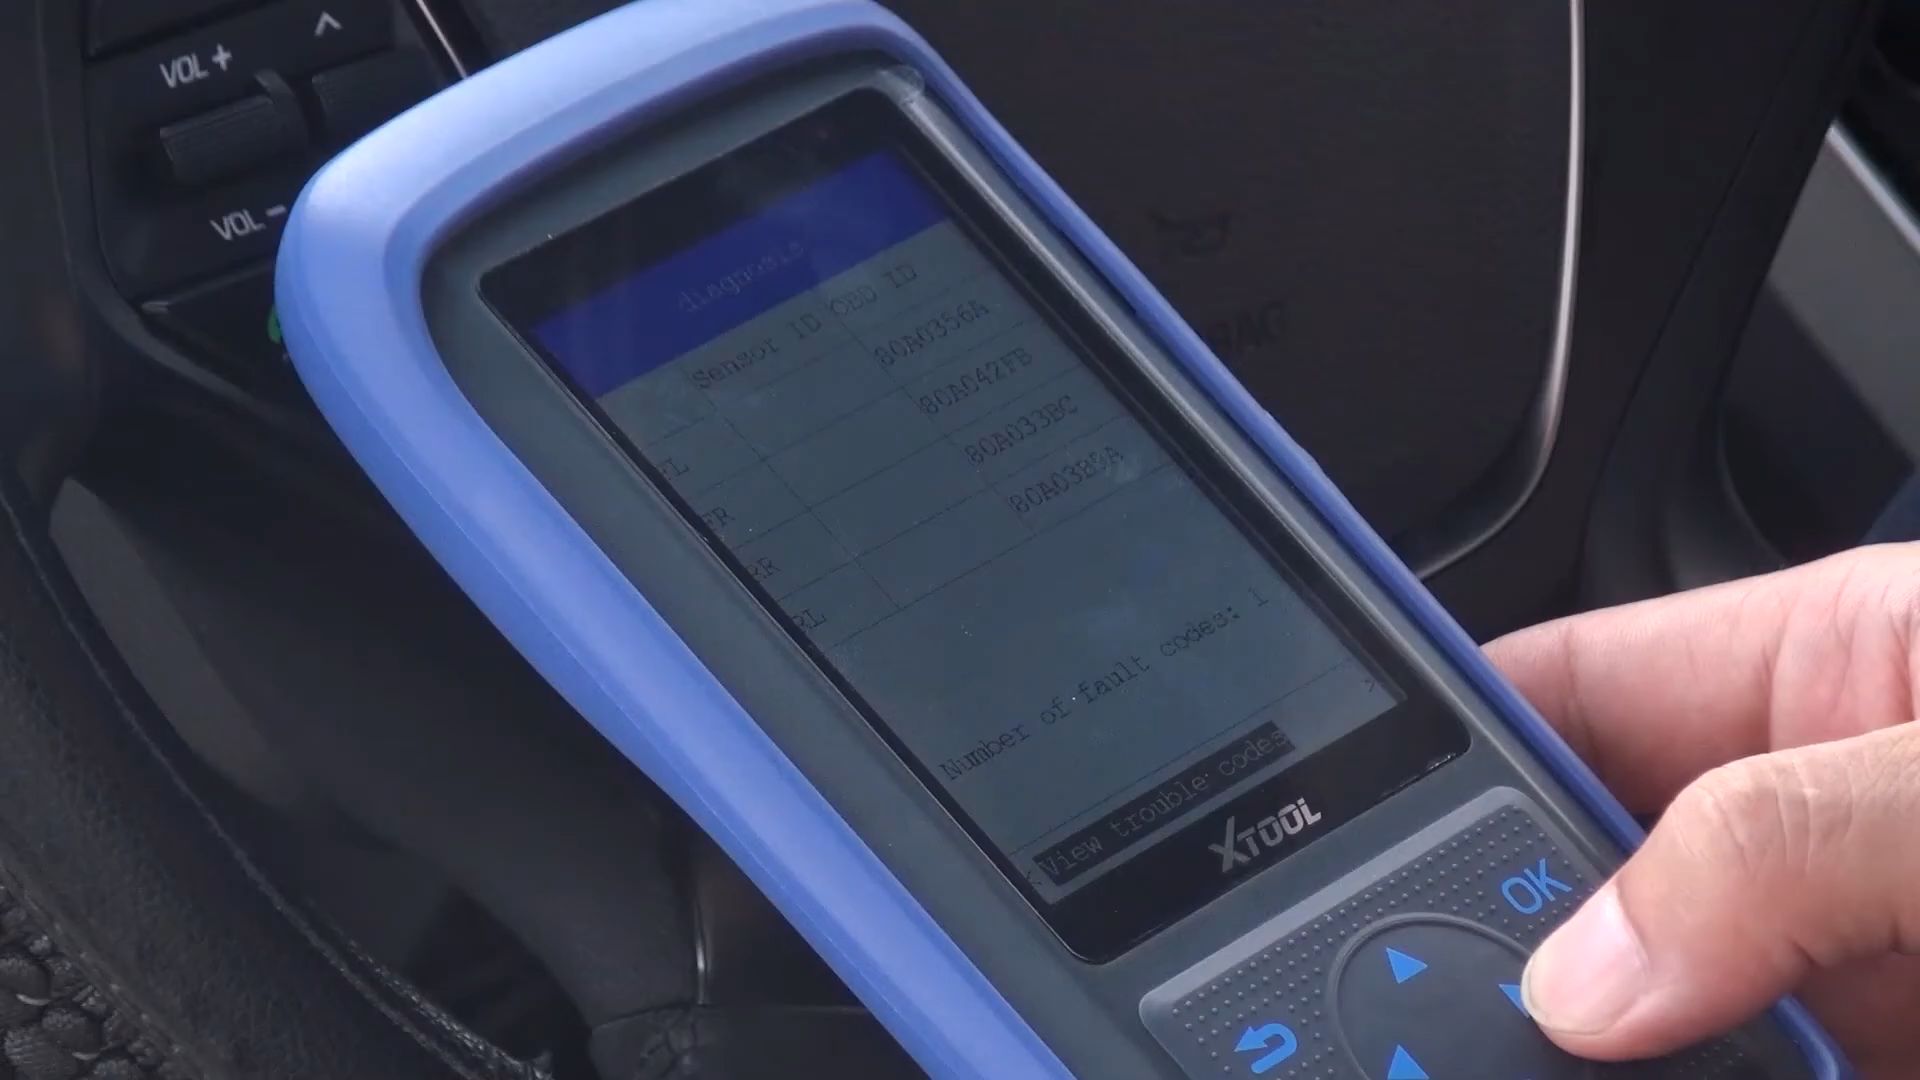 VOL +
VOL −
diagnosis
Sensor ID OBD ID
FL 80A0356A
FR 80A042FB
RR 80A033BC
RL
Number of fault codes: 1
<View trouble codes >
XTOOL
OK